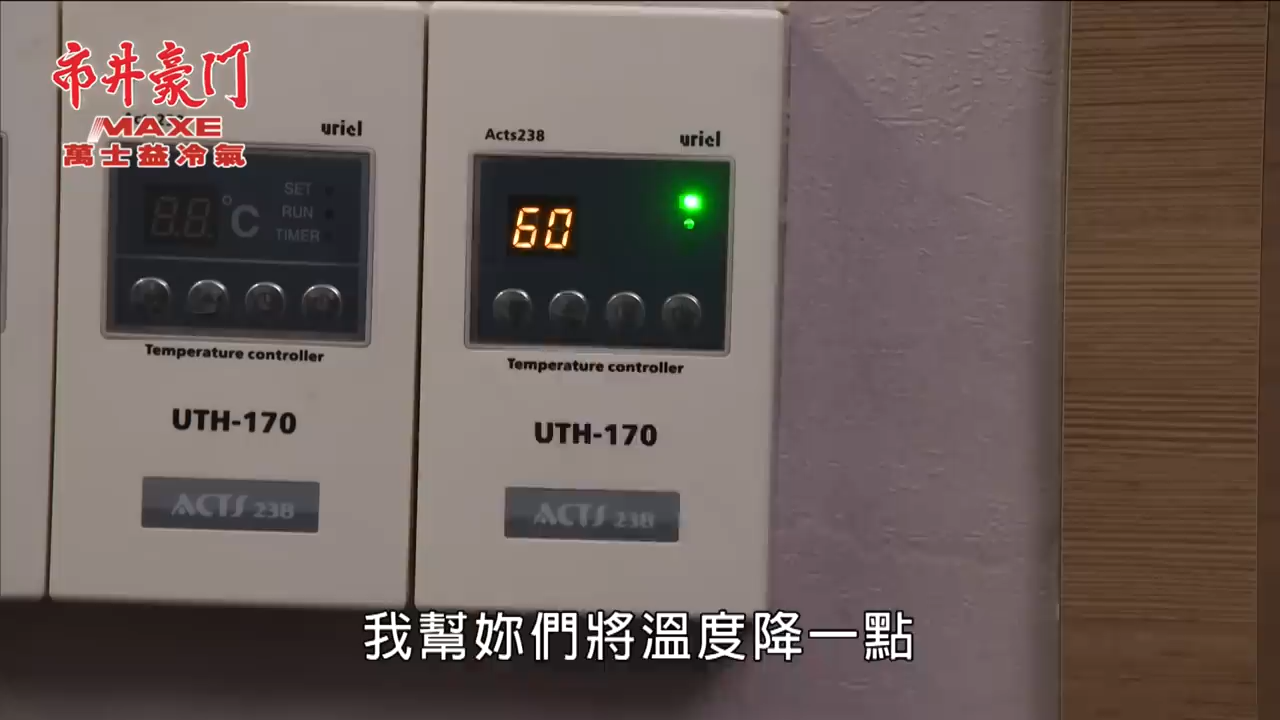 市井豪門
MAXE
萬士益冷氣
uriel
SET
RUN
TIMER
°C
Temperature controller
UTH-170
ACTS 238
Acts238
uriel
60
Temperature controller
UTH-170
ACTS 238
我幫妳們將溫度降一點